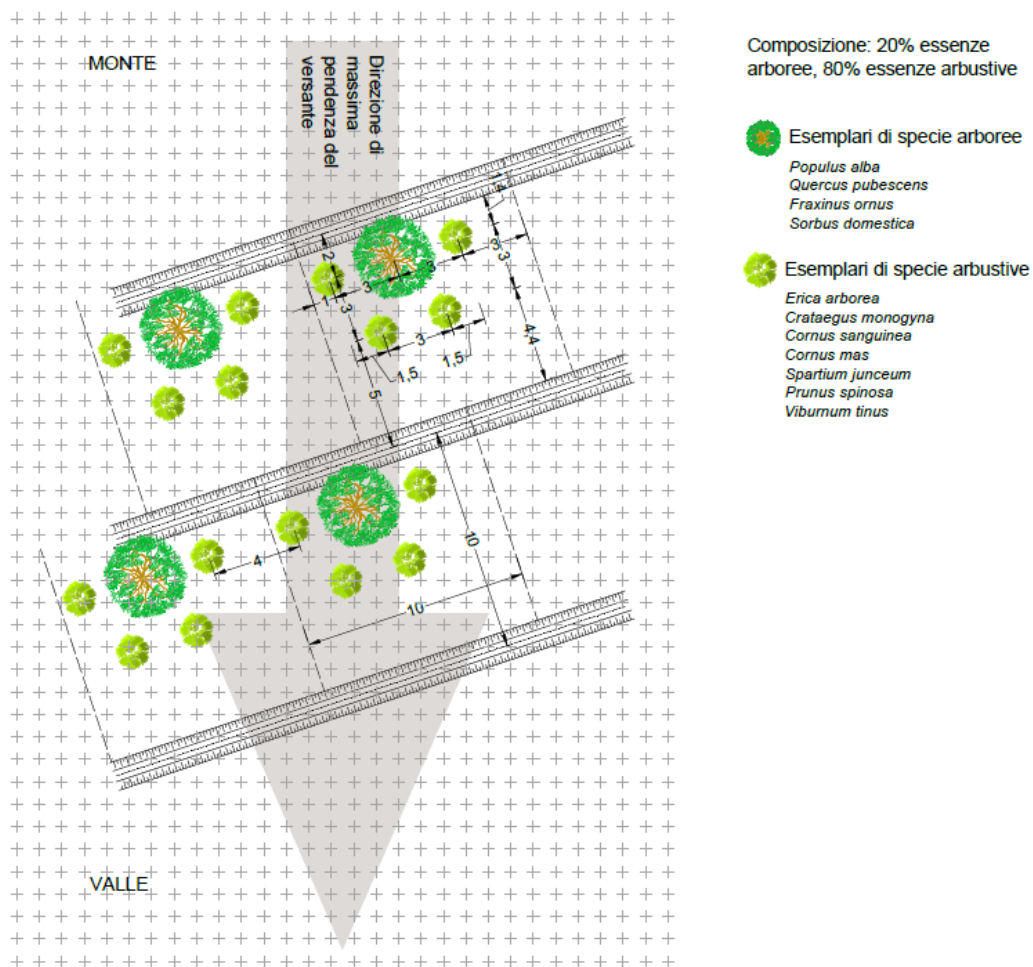 MONTE
Direzione di
massima
pendenza del
versante
1,4
3
3
3
2
3
1
3
3
1,5
1,5
4,4
5
4
10
10
VALLE
Composizione: 20% essenze
arboree, 80% essenze arbustive
Esemplari di specie arboree
Populus alba
Quercus pubescens
Fraxinus ornus
Sorbus domestica
Esemplari di specie arbustive
Erica arborea
Crataegus monogyna
Cornus sanguinea
Cornus mas
Spartium junceum
Prunus spinosa
Viburnum tinus